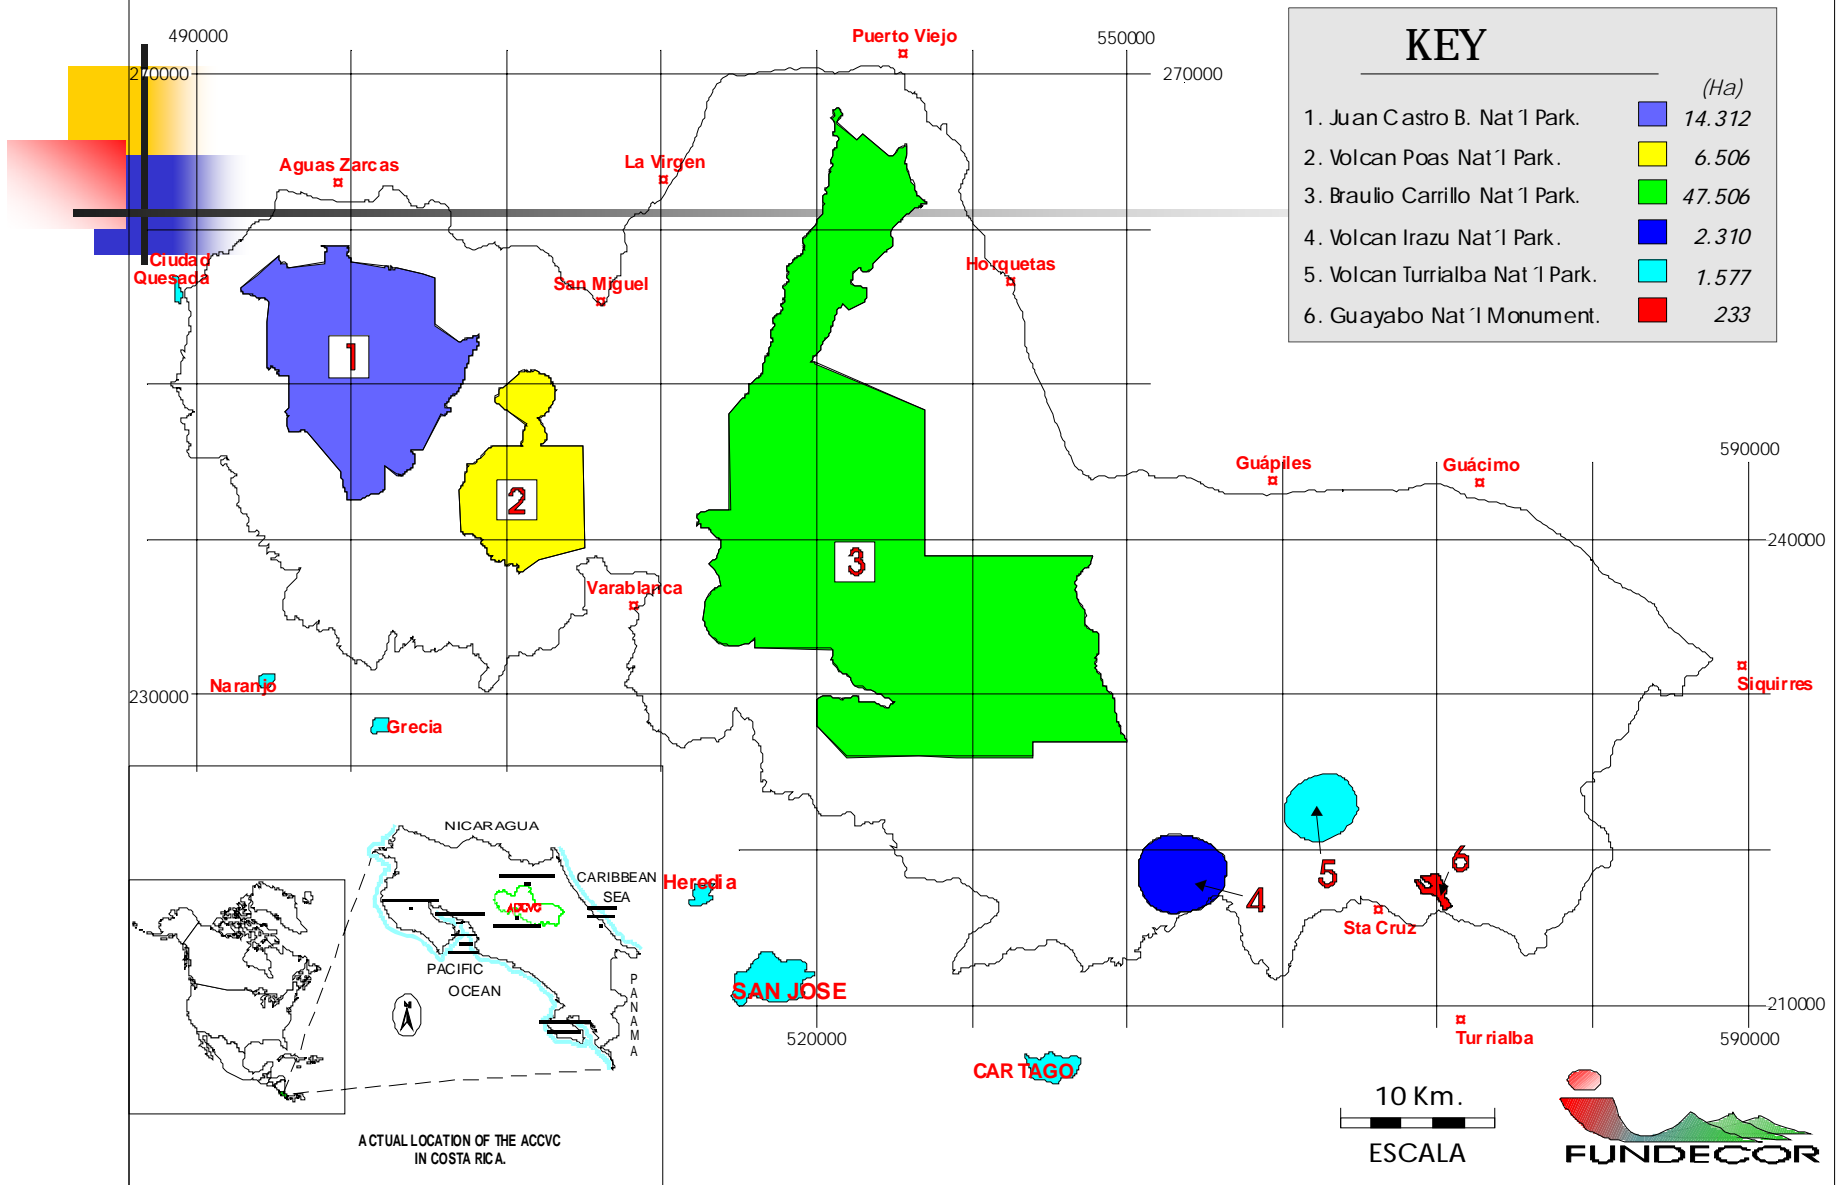 490000
Puerto Viejo
550000
270000
270000
KEY
(Ha)
1. Juan Castro B. Nat´l Park. 14.312
2. Volcan Poas Nat´l Park. 6.506
3. Braulio Carrillo Nat´l Park. 47.506
4. Volcan Irazu Nat´l Park. 2.310
5. Volcan Turrialba Nat´l Park. 1.577
6. Guayabo Nat´l Monument. 233
Aguas Zarcas
La Virgen
Ciudad
Quesada
San Miguel
Horquetas
1
2
3
Guápiles
Guácimo
590000
240000
Varablanca
Naranjo
230000
Grecia
Siquirres
Heredia
4
5
6
Sta Cruz
SAN JOSE
210000
520000
Turrialba
590000
CARTAGO
NICARAGUA
CARIBBEAN
SEA
ACCVC
PACIFIC
OCEAN
PANAMA
N
ACTUAL LOCATION OF THE ACCVC
IN COSTA RICA.
10 Km.
ESCALA
FUNDECOR